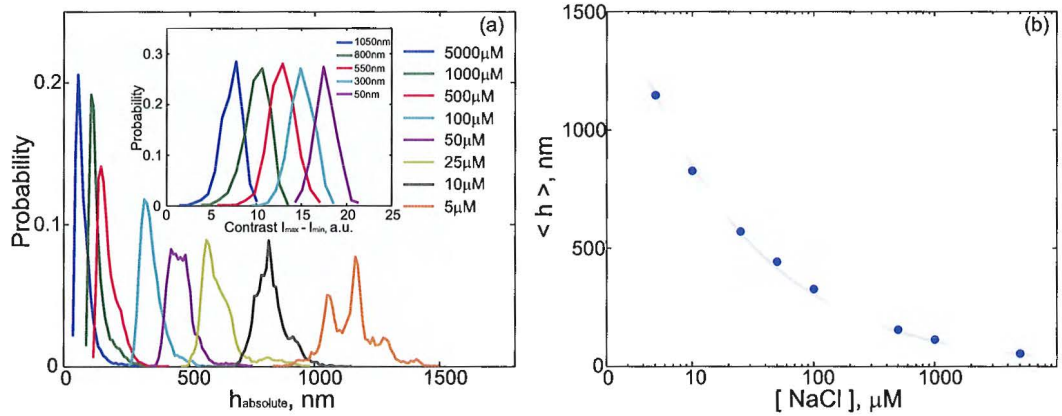 (a)
Probability
0.2
0.1
0
0
500
1000
1500
h absolute, nm
5000µM
1000µM
500µM
100µM
50µM
25µM
10µM
5µM
Probability
0.3
0.2
0.1
0
0
5
10
15
20
25
Contrast Imax - Imin, a.u.
1050nm
800nm
550nm
300nm
50nm
(b)
< h >, nm
1500
1000
500
0
0
10
100
1000
[ NaCl ], µM